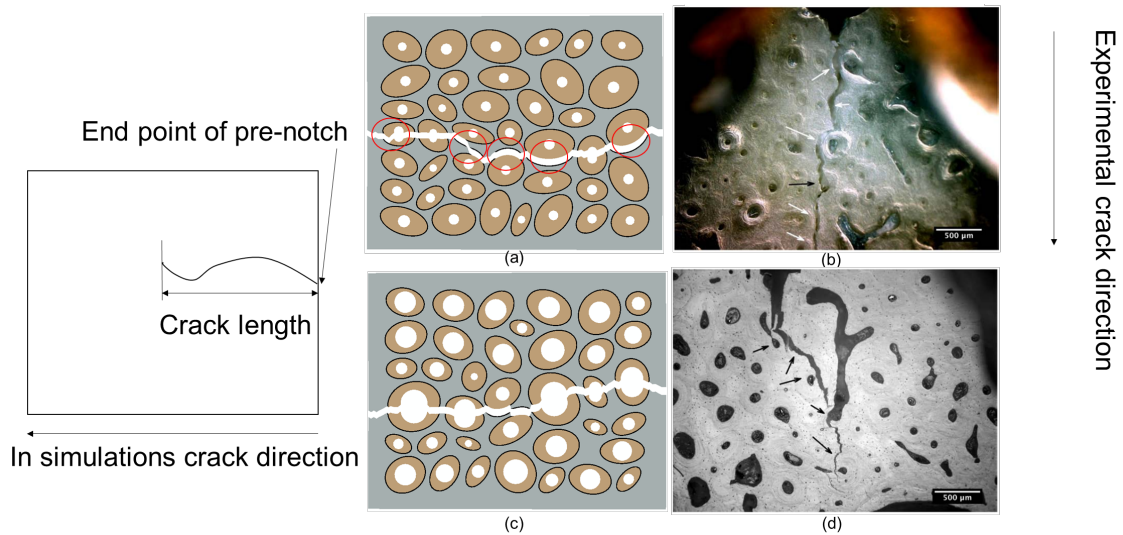 End point of pre-notch
Crack length
In simulations crack direction
(a)
500 µm
(b)
(c)
500 µm
(d)
Experimental crack direction